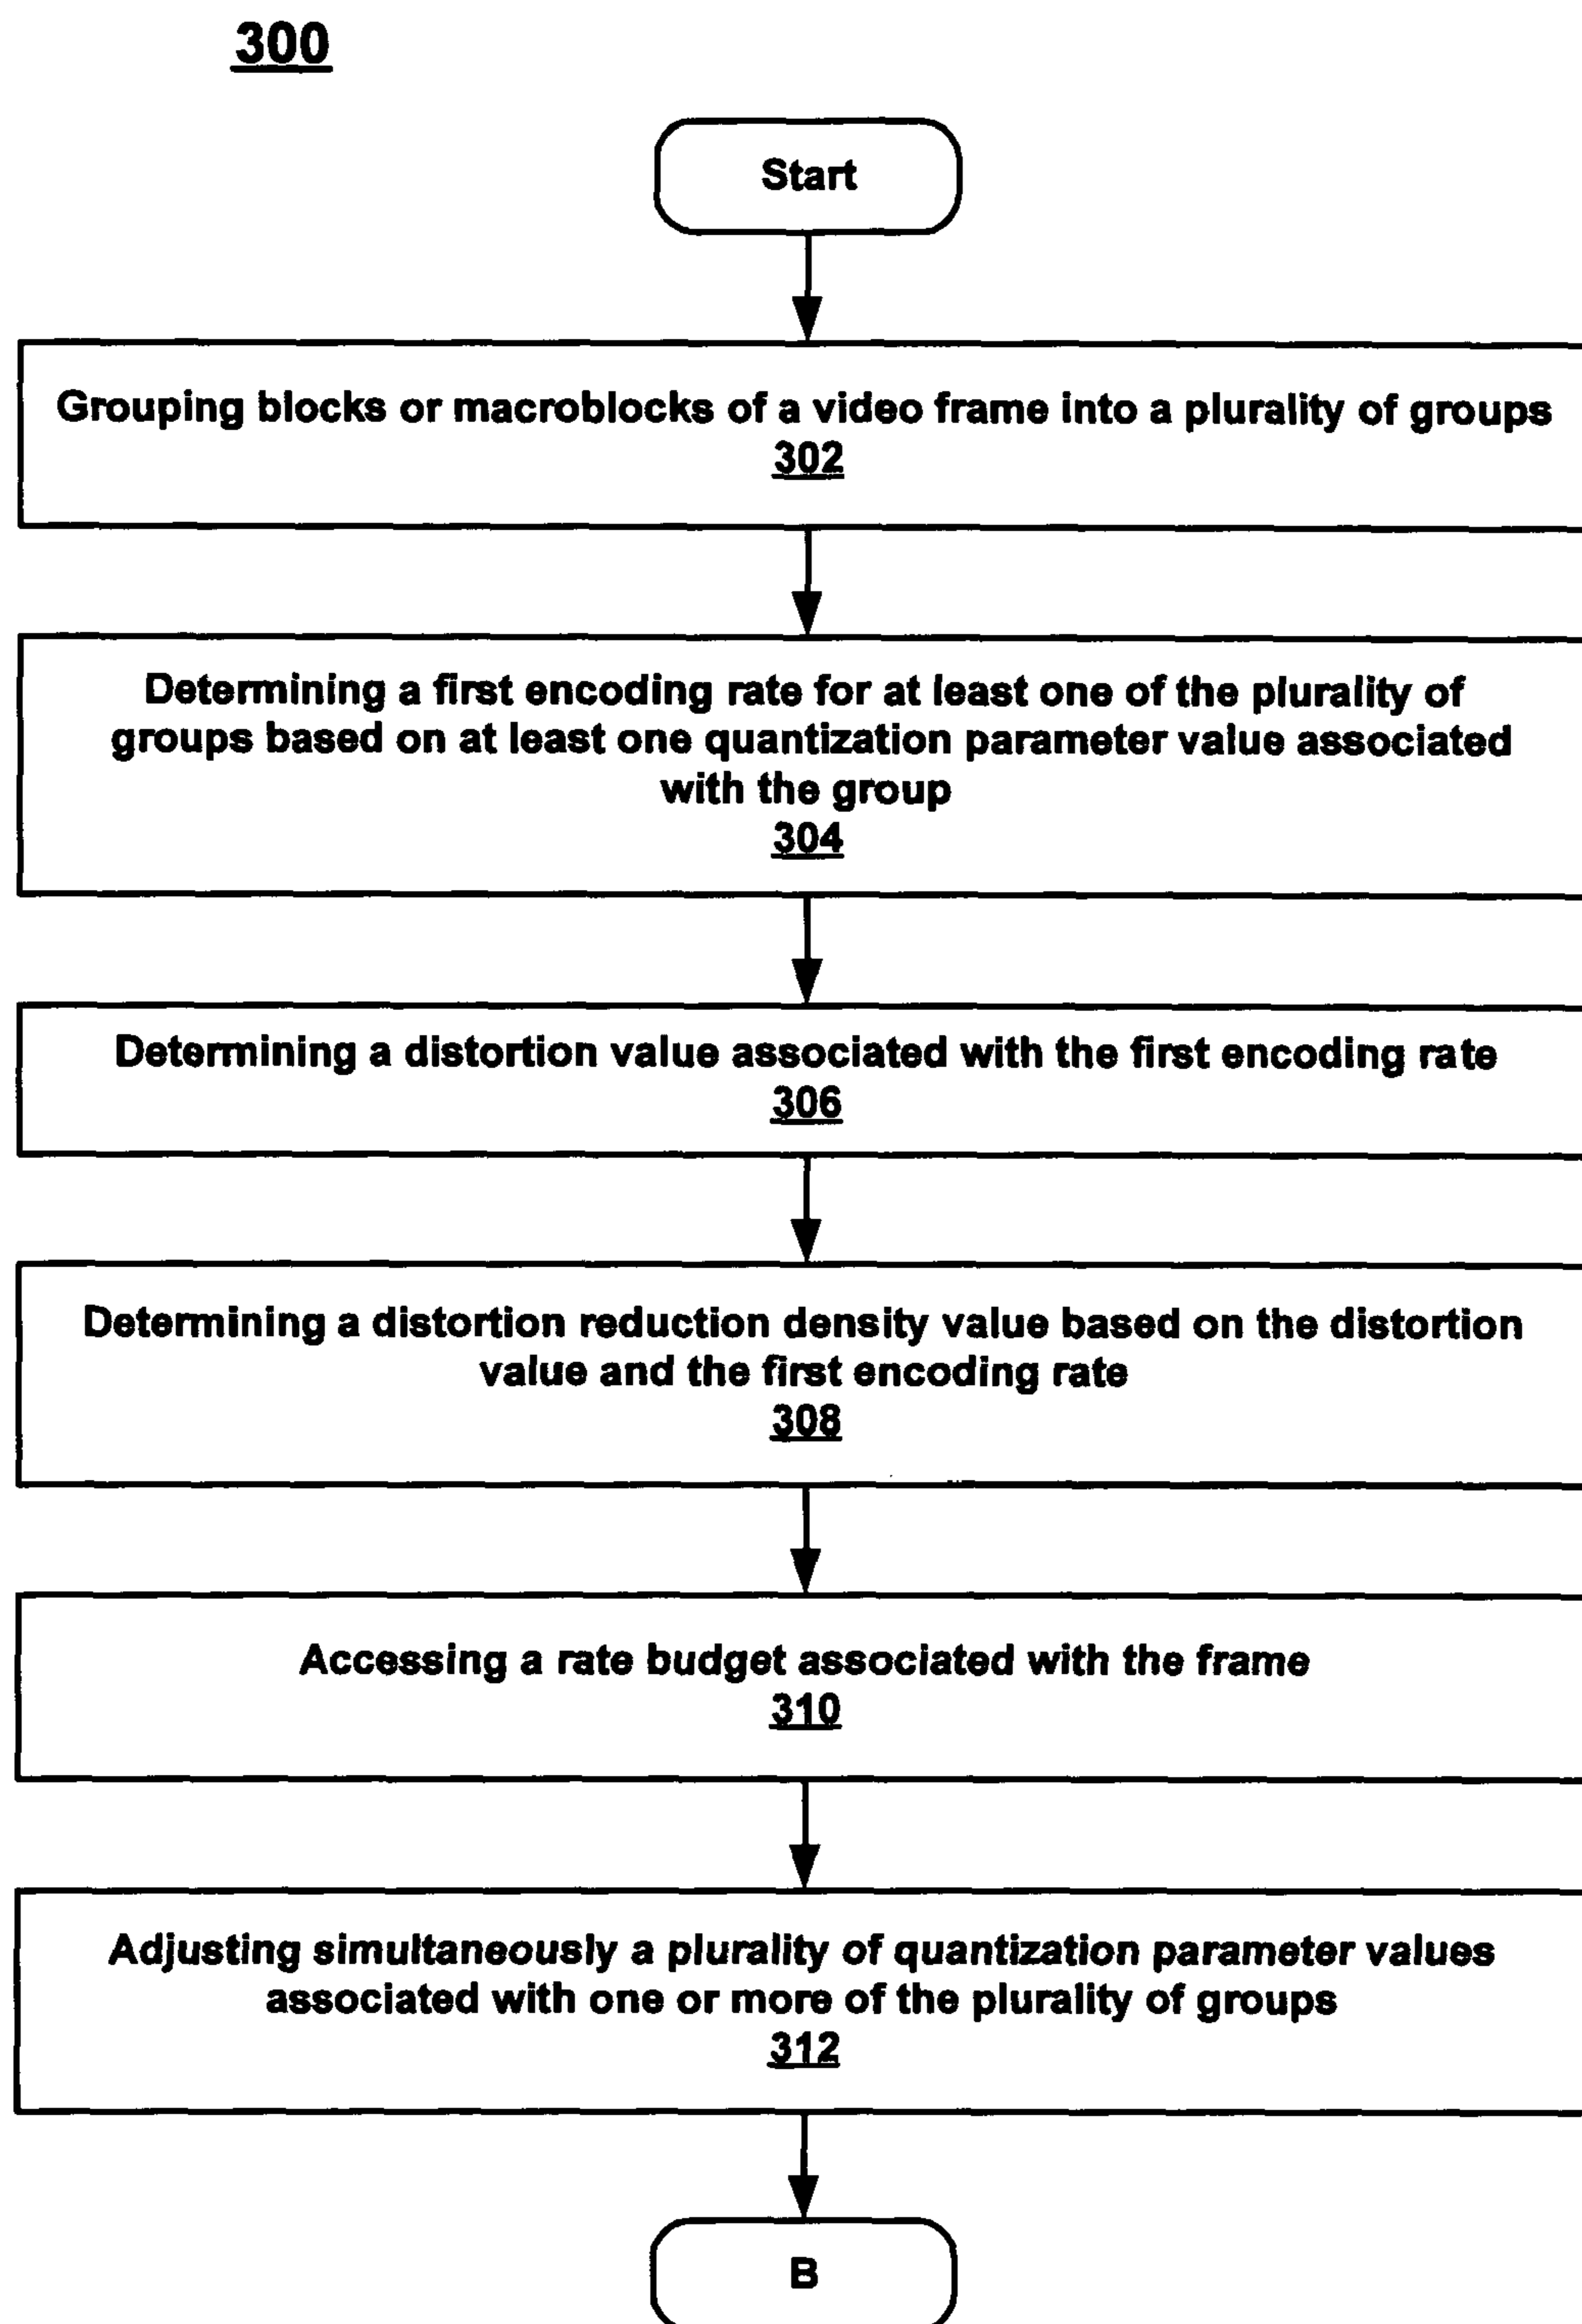 300
Start
Grouping blocks or macroblocks of a video frame into a plurality of groups
302
Determining a first encoding rate for at least one of the plurality of
groups based on at least one quantization parameter value associated
with the group
304
Determining a distortion value associated with the first encoding rate
306
Determining a distortion reduction density value based on the distortion
value and the first encoding rate
308
Accessing a rate budget associated with the frame
310
Adjusting simultaneously a plurality of quantization parameter values
associated with one or more of the plurality of groups
312
B